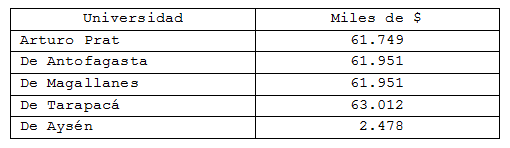 Universidad Miles de $
Arturo Prat 61.749
De Antofagasta 61.951
De Magallanes 61.951
De Tarapacá 63.012
De Aysén 2.478